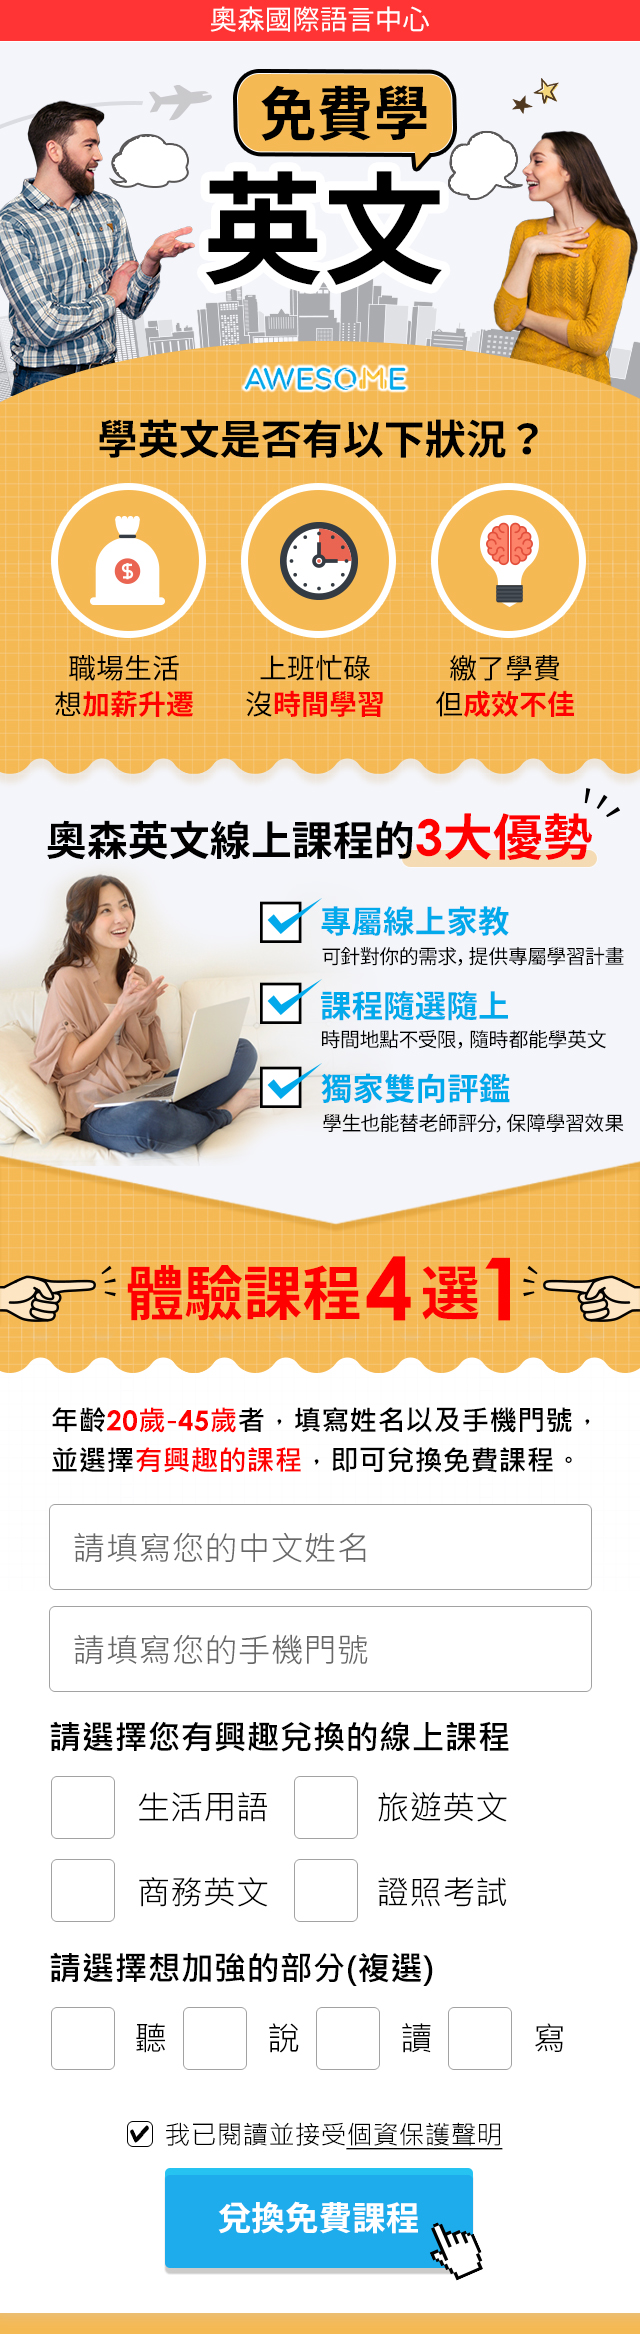 奧森國際語言中心
免費學
英文
AWESOME
學英文是否有以下狀況？
$
職場生活
想加薪升遷
上班忙碌
沒時間學習
繳了學費
但成效不佳
奧森英文線上課程的3大優勢
專屬線上家教
可針對你的需求，提供專屬學習計畫
課程隨選隨上
時間地點不受限，隨時都能學英文
獨家雙向評鑑
學生也能替老師評分，保障學習效果
體驗課程4選1
年齡20歲-45歲者，填寫姓名以及手機門號，
並選擇有興趣的課程，即可兌換免費課程。
請填寫您的中文姓名
請填寫您的手機門號
請選擇您有興趣兌換的線上課程
生活用語 旅遊英文
商務英文 證照考試
請選擇想加強的部分(複選)
聽 說 讀 寫
我已閱讀並接受個資保護聲明
兌換免費課程